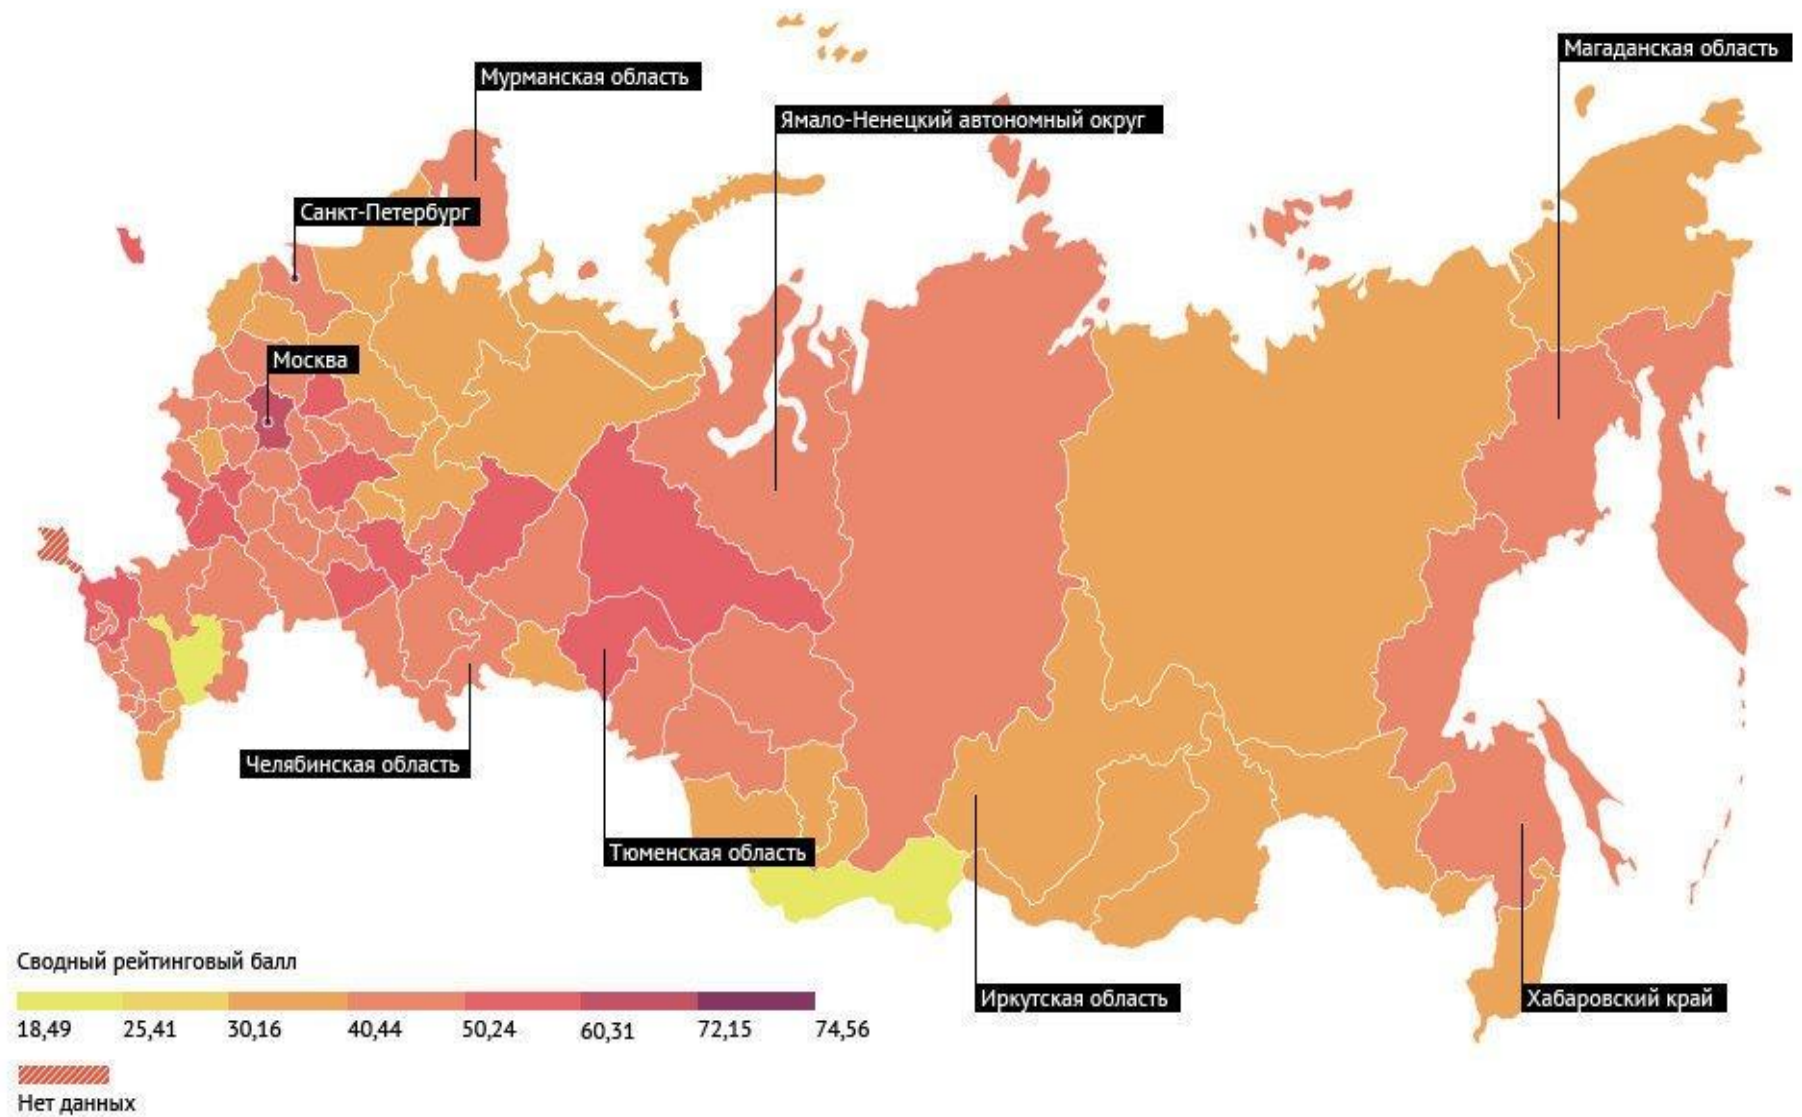 Магаданская область
Мурманская область
Ямало-Ненецкий автономный округ
Санкт-Петербург
Москва
Челябинская область
Тюменская область
Иркутская область
Хабаровский край
Сводный рейтинговый балл
18,49 25,41 30,16 40,44 50,24 60,31 72,15 74,56
Нет данных